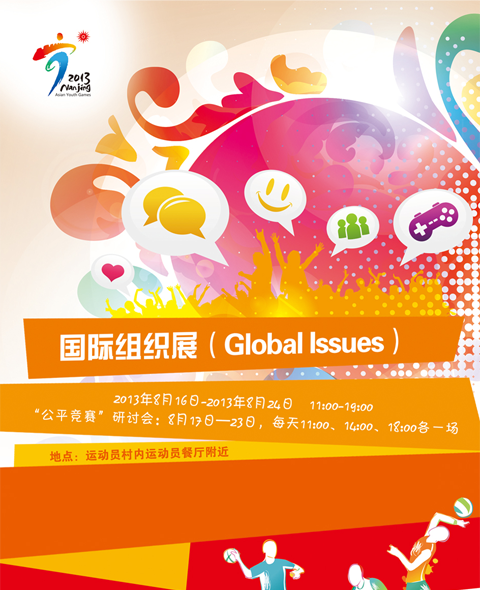 2013
Nanjing
Asian Youth Games
国际组织展（Global Issues）
2013年8月16日-2013年8月24日 11:00-19:00
“公平竞赛”研讨会：8月17日—23日，每天11:00、14:00、18:00各一场
地点：运动员村内运动员餐厅附近